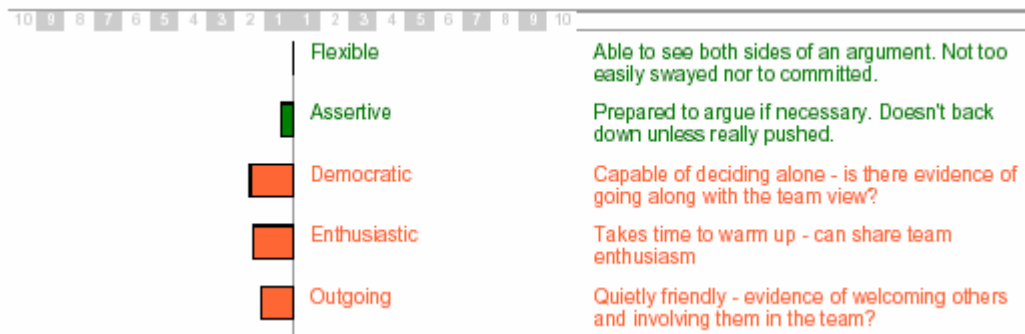 10 9 8 7 6 5 4 3 2 1 1 2 3 4 5 6 7 8 9 10
Flexible
Able to see both sides of an argument. Not too
easily swayed nor to committed.
Assertive
Prepared to argue if necessary. Doesn't back
down unless really pushed.
Democratic
Capable of deciding alone - is there evidence of
going along with the team view?
Enthusiastic
Takes time to warm up - can share team
enthusiasm
Outgoing
Quietly friendly - evidence of welcoming others
and involving them in the team?